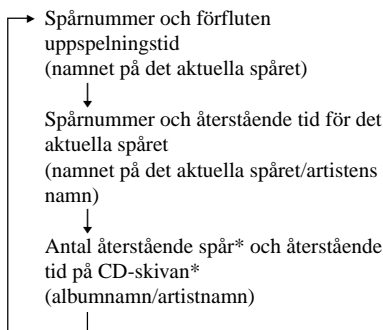 Spårnummer och förfluten
uppspelningstid
(namnet på det aktuella spåret)
Spårnummer och återstående tid för det
aktuella spåret
(namnet på det aktuella spåret/artistens
namn)
Antal återstående spår* och återstående
tid på CD-skivan*
(albumnamn/artistnamn)